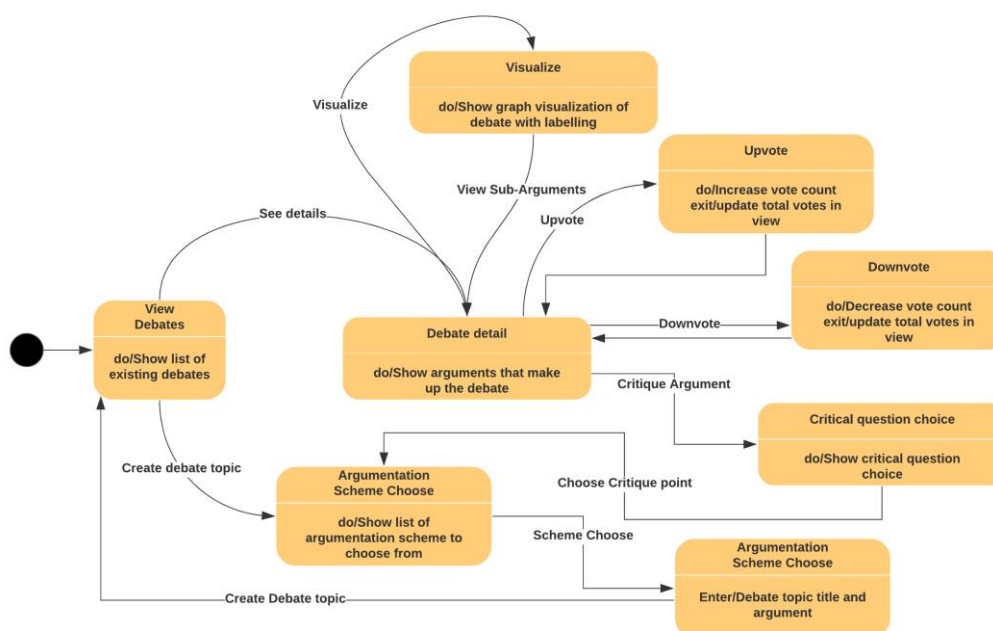 Visualize
do/Show graph visualization of
debate with labelling
Visualize
Upvote
do/Increase vote count
exit/update total votes in
view
View Sub-Arguments
See details
Upvote
Downvote
do/Decrease vote count
exit/update total votes in
view
View
Debates
do/Show list of
existing debates
Debate detail
do/Show arguments that make
up the debate
Downvote
Critique Argument
Critical question choice
do/Show critical question
choice
Create debate topic
Argumentation
Scheme Choose
do/Show list of
argumentation scheme to
choose from
Choose Critique point
Scheme Choose
Argumentation
Scheme Choose
Enter/Debate topic title and
argument
Create Debate topic